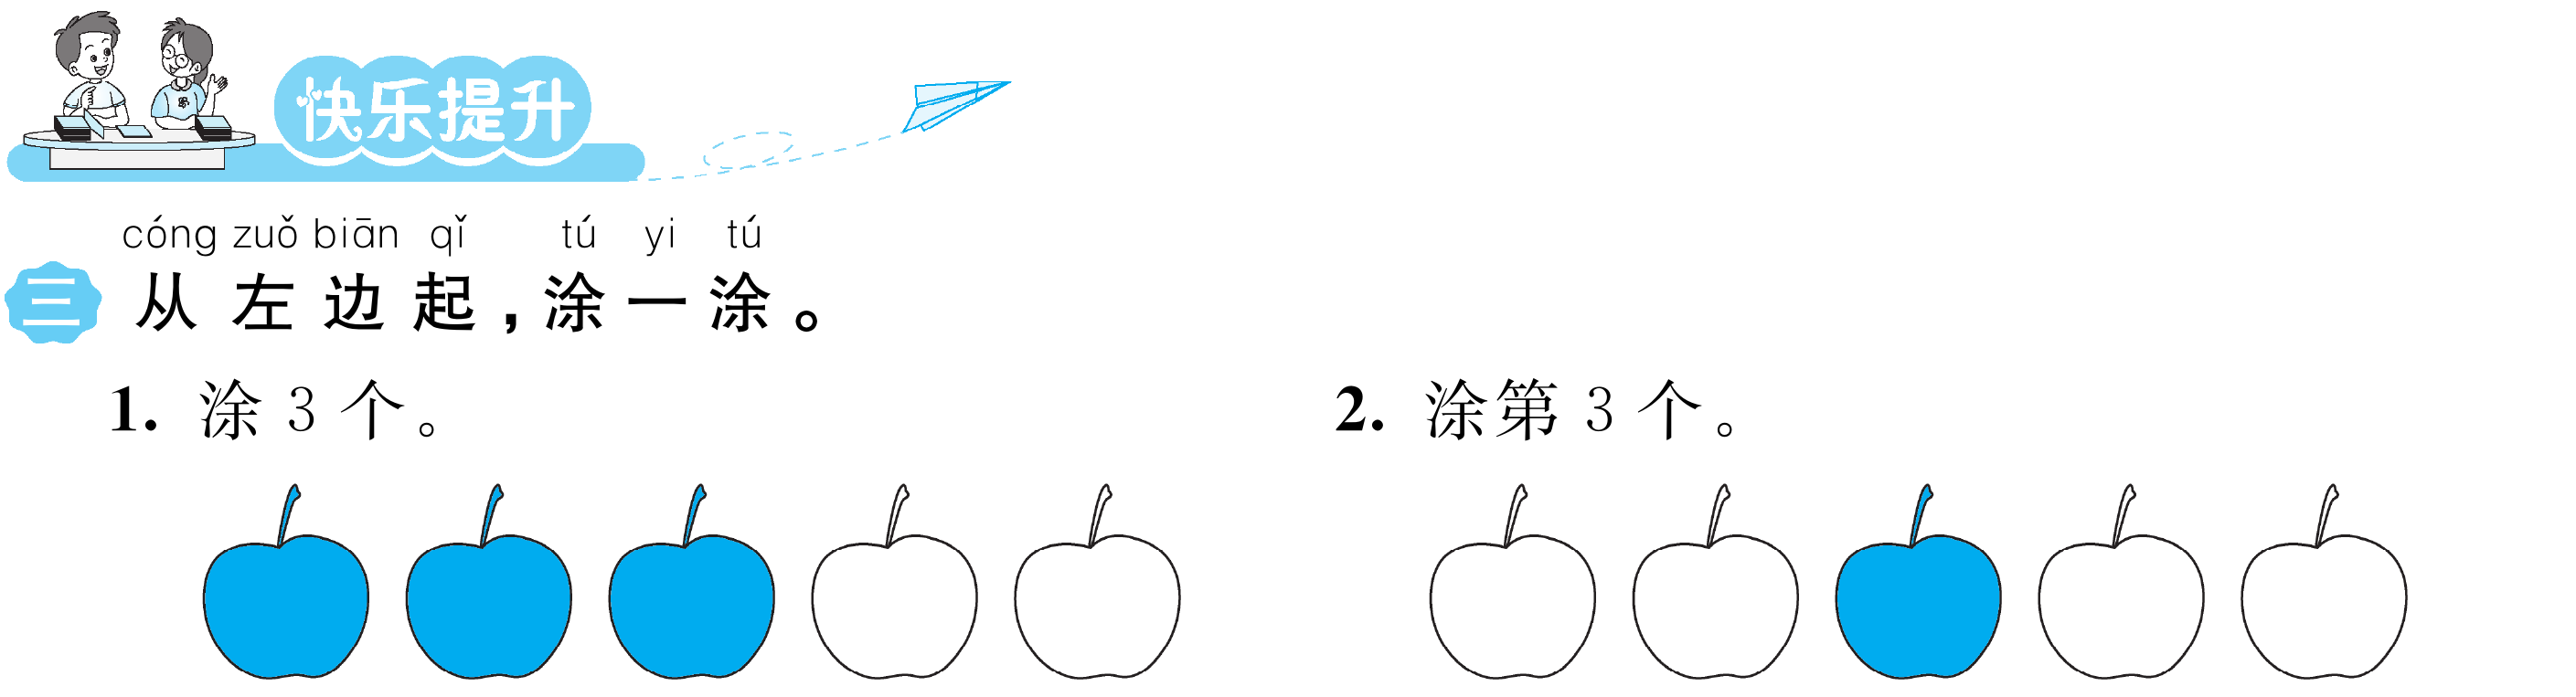 快乐提升
cóng zuǒ biān qǐ tú yi tú
三 从左边起,涂一涂。
1. 涂 3 个。
2. 涂第 3 个。